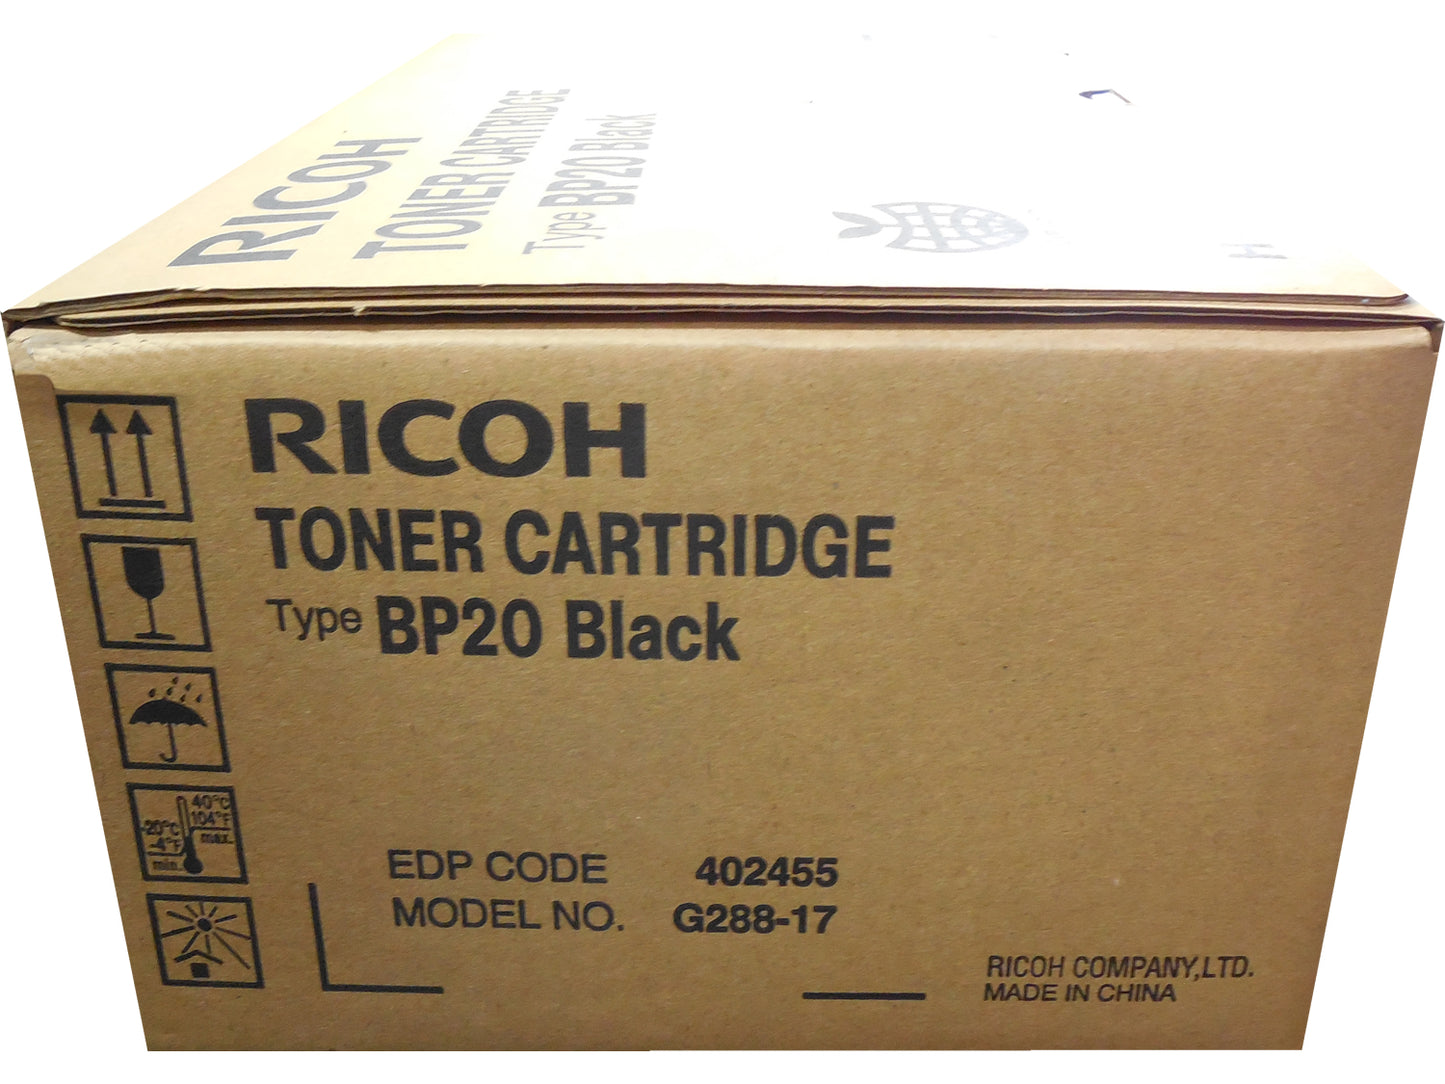 RICOH
TONER CARTRIDGE
Type BP20 Black
H
RICOH
TONER CARTRIDGE
Type BP20 Black
40°C
104°F
max.
-20°C
-4°F
min.
EDP CODE 402455
MODEL NO. G288-17
RICOH COMPANY,LTD.
MADE IN CHINA